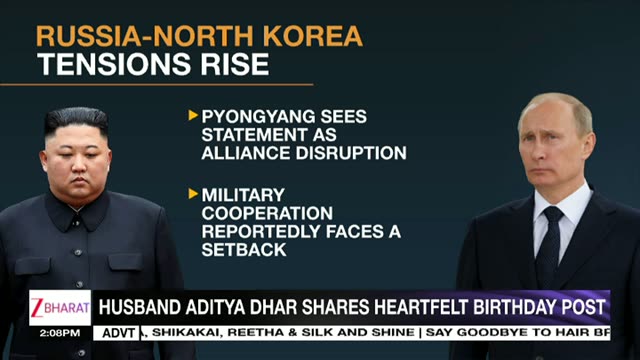 RUSSIA-NORTH KOREA
TENSIONS RISE
PYONGYANG SEES
STATEMENT AS
ALLIANCE DISRUPTION
MILITARY
COOPERATION
REPORTEDLY FACES A
SETBACK
Z BHARAT
HUSBAND ADITYA DHAR SHARES HEARTFELT BIRTHDAY POST
2:08PM
ADVT
, SHIKAKAI, REETHA & SILK AND SHINE | SAY GOODBYE TO HAIR